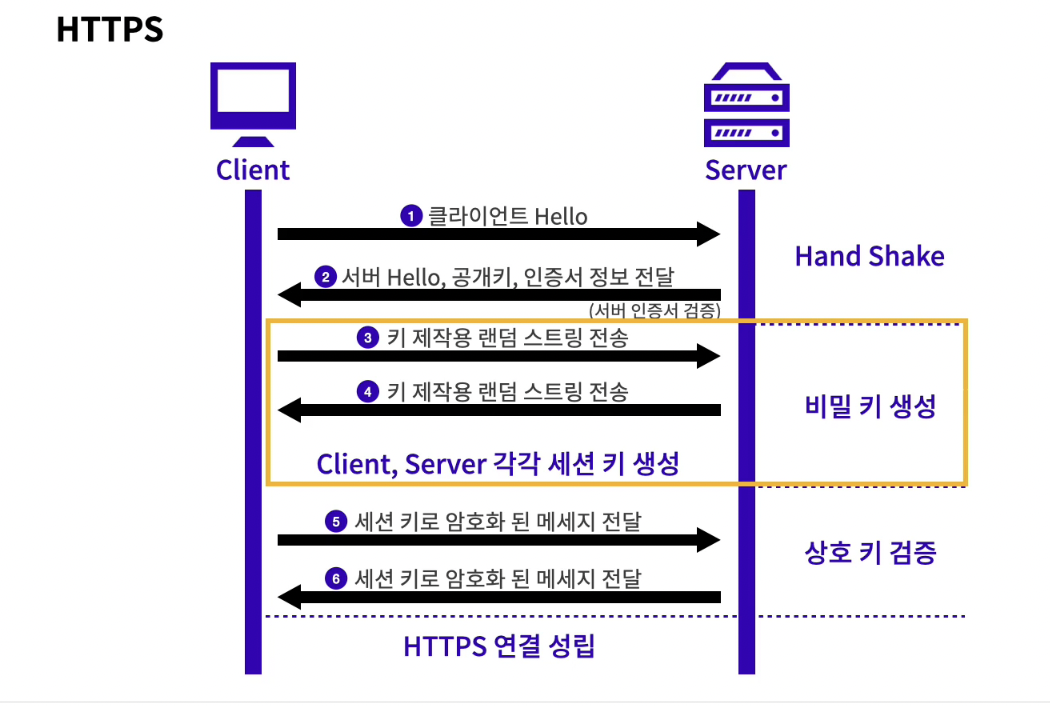 HTTPS
Client
Server
1 클라이언트 Hello
Hand Shake
2 서버 Hello, 공개키, 인증서 정보 전달
(서버 인증서 검증)
3 키 제작용 랜덤 스트링 전송
4 키 제작용 랜덤 스트링 전송
비밀 키 생성
Client, Server 각각 세션 키 생성
5 세션 키로 암호화 된 메세지 전달
상호 키 검증
6 세션 키로 암호화 된 메세지 전달
HTTPS 연결 성립